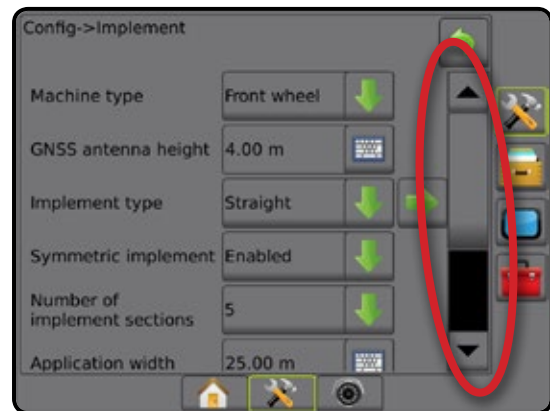 Config->Implement
Machine type Front wheel
GNSS antenna height 4.00 m
Implement type Straight
Symmetric implement Enabled
Number of
implement sections 5
Application width 25.00 m